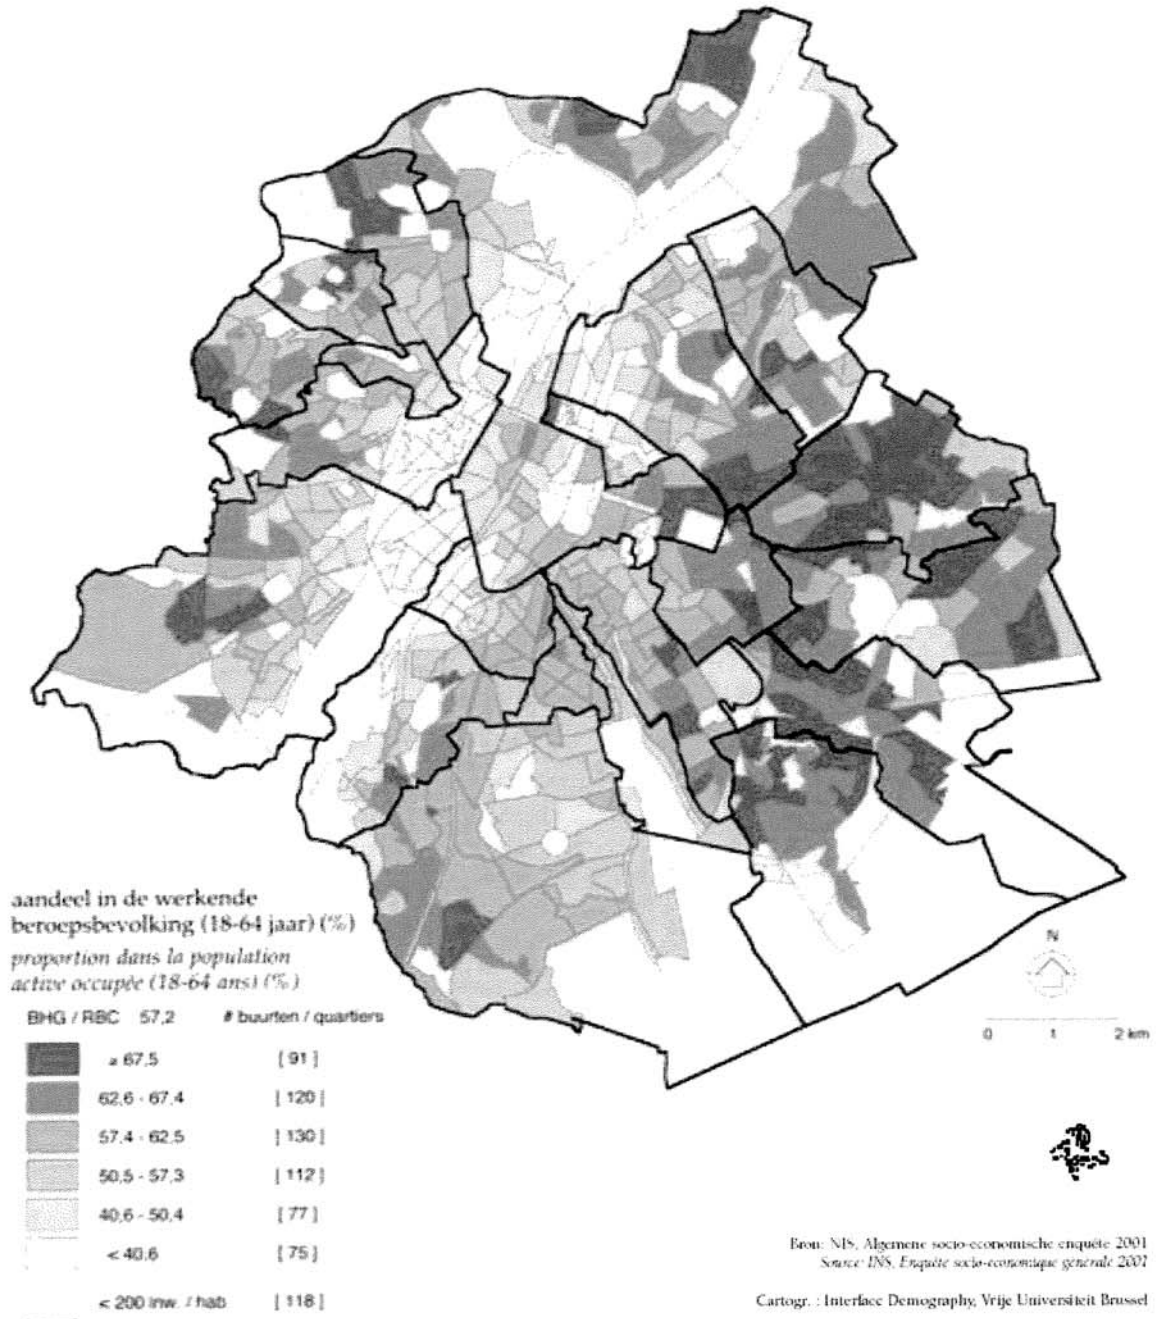 aandeel in de werkende
beroepsbevolking (18-64 jaar) (%)
proportion dans la population
active occupée (18-64 ans) (%)
BHG / RBC 57,2 # buurten / quartiers
≥ 67,5 [ 91 ]
62,6 - 67,4 [ 120 ]
57,4 - 62,5 [ 130 ]
50,5 - 57,3 [ 112 ]
40,6 - 50,4 [ 77 ]
< 40,6 [ 75 ]
< 200 inw. / hab [ 118 ]
N
0 1 2 km
Bron: NIS, Algemene socio-economische enquête 2001
Source: INS, Enquête socio-economique generale 2001
Cartogr. : Interface Demography, Vrije Universiteit Brussel